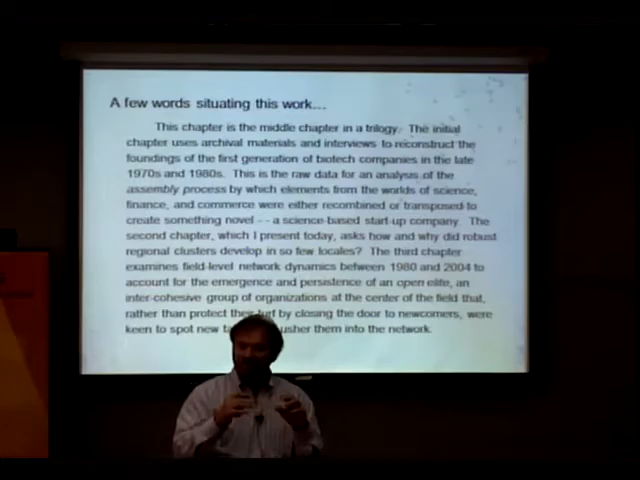 A few words situating this work...
This chapter is the middle chapter in a trilogy. The initial
chapter uses archival materials and interviews to reconstruct the
foundings of the first generation of biotech companies in the late
1970s and 1980s. This is the raw data for an analysis of the
assembly process by which elements from the worlds of science,
finance, and commerce were either recombined or transposed to
create something novel - - a science-based start-up company. The
second chapter, which I present today, asks how and why did robust
regional clusters develop in so few locales? The third chapter
examines field-level network dynamics between 1980 and 2004 to
account for the emergence and persistence of an open elite, an
inter-cohesive group of organizations at the center of the field that,
rather than protect their turf by closing the door to newcomers, were
keen to spot new usher them into the network.